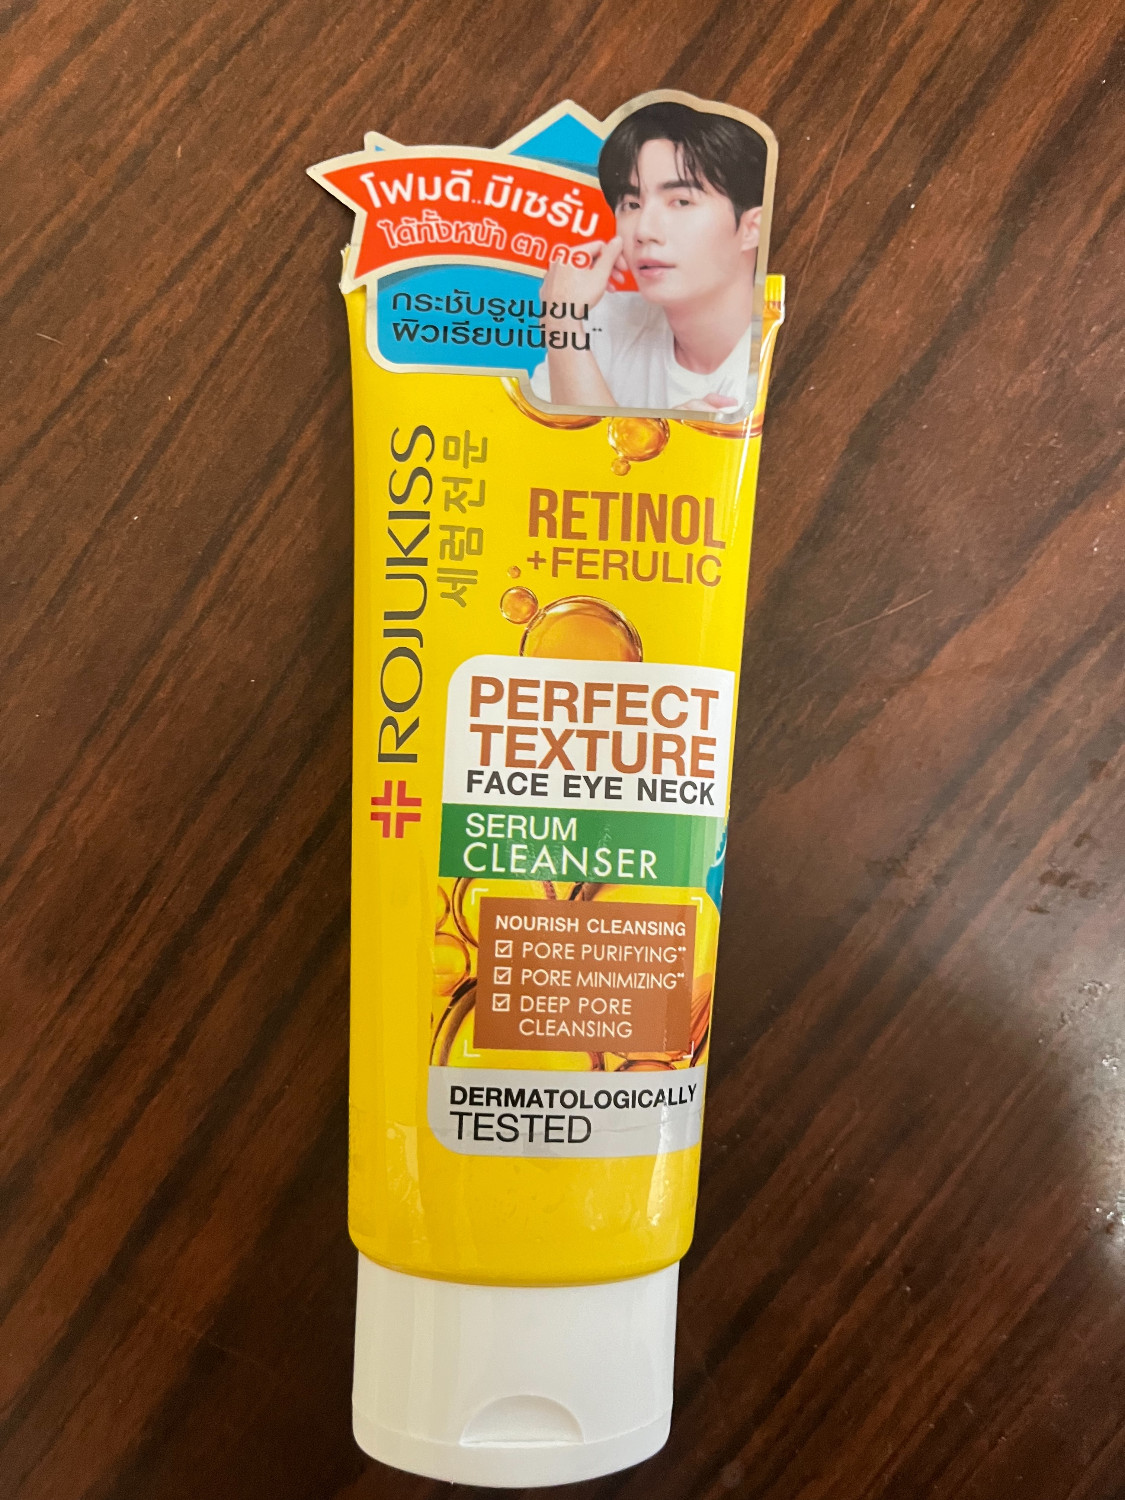 โฟมดี..มีเซรั่ม
ได้ทั้งหน้า ตา คอ
กระชับรูขุมขน
ผิวเรียบเนียน**
ROJUKISS
세럼전문
RETINOL
+FERULIC
PERFECT
TEXTURE
FACE EYE NECK
SERUM
CLEANSER
NOURISH CLEANSING
PORE PURIFYING**
PORE MINIMIZING**
DEEP PORE
CLEANSING
DERMATOLOGICALLY
TESTED